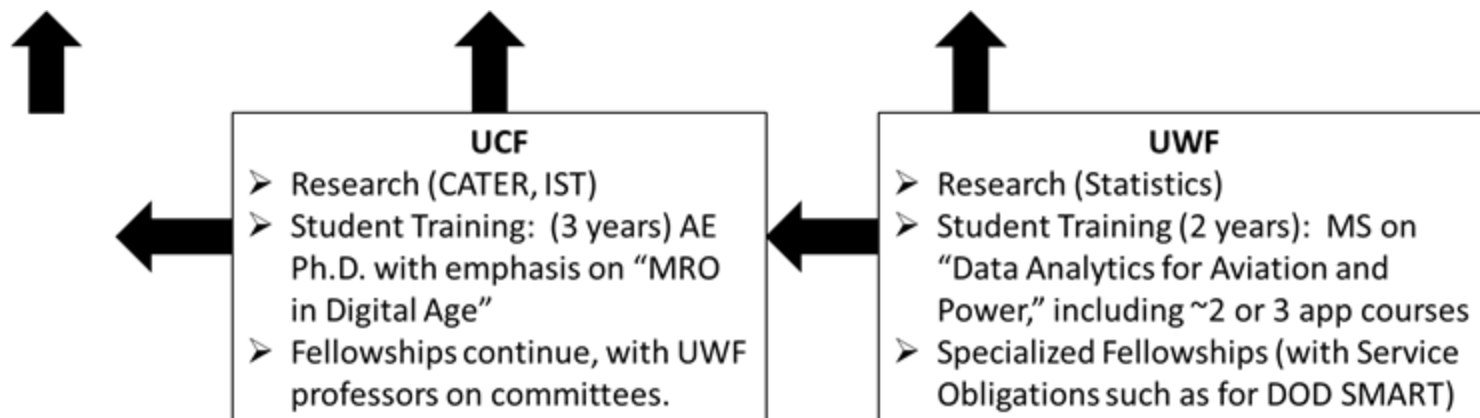 UCF
➢ Research (CATER, IST)
➢ Student Training: (3 years) AE
Ph.D. with emphasis on “MRO
in Digital Age”
➢ Fellowships continue, with UWF
professors on committees.
UWF
➢ Research (Statistics)
➢ Student Training (2 years): MS on
“Data Analytics for Aviation and
Power,” including ~2 or 3 app courses
➢ Specialized Fellowships (with Service
Obligations such as for DOD SMART)